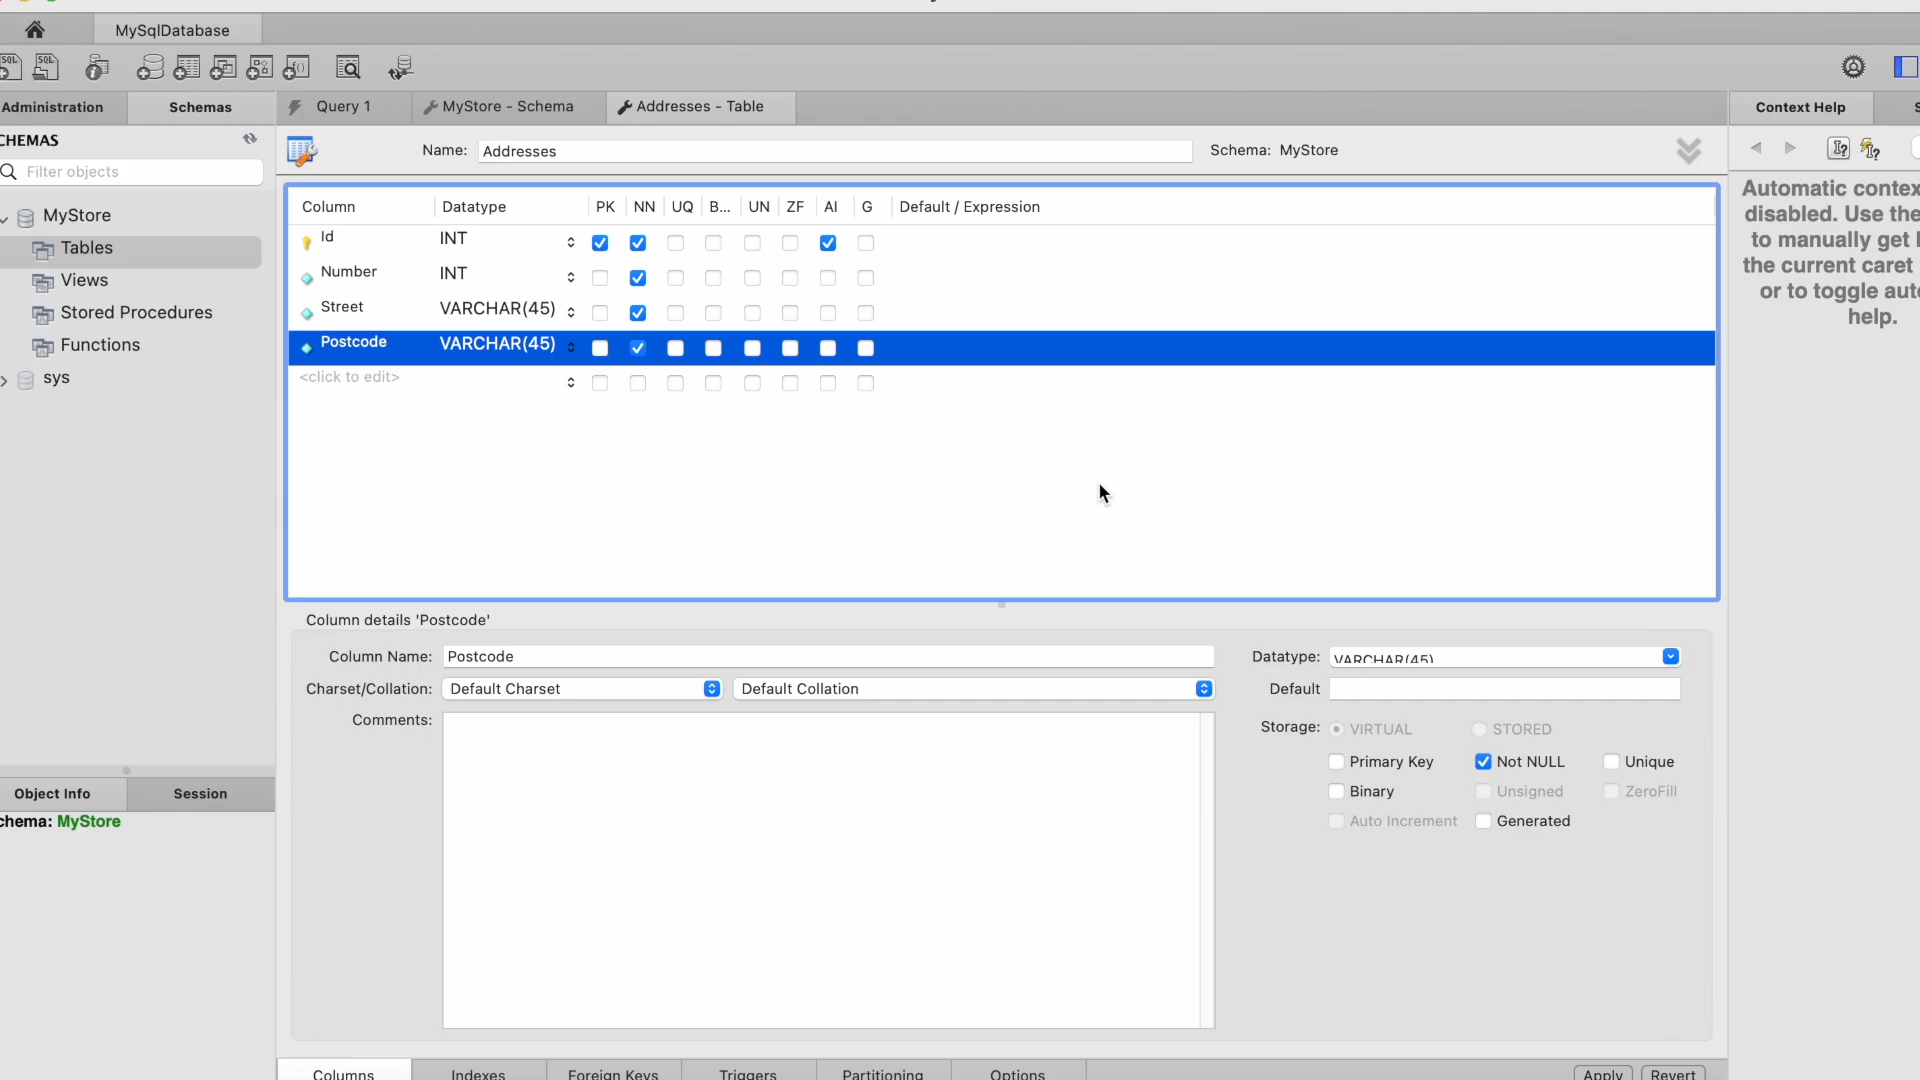 MySqlDatabase
SQL SQL
Administration Schemas
Query 1 MyStore - Schema Addresses - Table
Context Help S
CHEMAS
Filter objects
MyStore
Tables
Views
Stored Procedures
Functions
sys
Name: Addresses Schema: MyStore
Column Datatype PK NN UQ B... UN ZF AI G Default / Expression
Id INT
Number INT
Street VARCHAR(45)
Postcode VARCHAR(45)
<click to edit>
Automatic contex
disabled. Use the
to manually get h
the current caret
or to toggle auto
help.
Column details 'Postcode'
Column Name: Postcode Datatype: VARCHAR(45)
Charset/Collation: Default Charset Default Collation Default
Comments:
Storage: VIRTUAL STORED
Primary Key Not NULL Unique
Binary Unsigned ZeroFill
Auto Increment Generated
Object Info Session
chema: MyStore
Columns Indexes Foreign Keys Triggers Partitioning Options Apply Revert